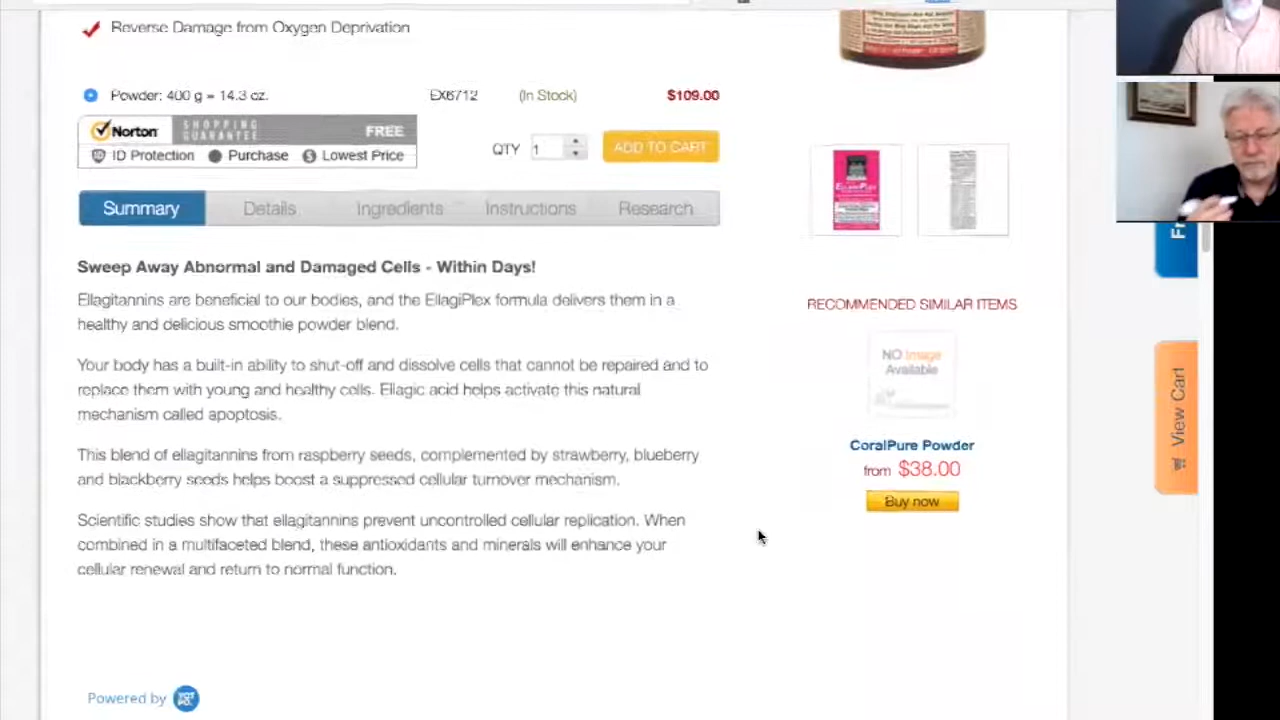 Reverse Damage from Oxygen Deprivation
Powder: 400 g = 14.3 oz. EX6712 (In Stock) $109.00
Norton SHOPPING GUARANTEE FREE
ID Protection Purchase $ Lowest Price
QTY 1 ADD TO CART
Summary Details Ingredients Instructions Research
Sweep Away Abnormal and Damaged Cells - Within Days!
Ellagitannins are beneficial to our bodies, and the EllagiPlex formula delivers them in a
healthy and delicious smoothie powder blend.
Your body has a built-in ability to shut-off and dissolve cells that cannot be repaired and to
replace them with young and healthy cells. Ellagic acid helps activate this natural
mechanism called apoptosis.
This blend of ellagitannins from raspberry seeds, complemented by strawberry, blueberry
and blackberry seeds helps boost a suppressed cellular turnover mechanism.
Scientific studies show that ellagitannins prevent uncontrolled cellular replication. When
combined in a multifaceted blend, these antioxidants and minerals will enhance your
cellular renewal and return to normal function.
Powered by YOT PO.
ELLAGIPLEX
RECOMMENDED SIMILAR ITEMS
NO Image
Available
CoralPure Powder
from $38.00
Buy now
Fr
View Cart